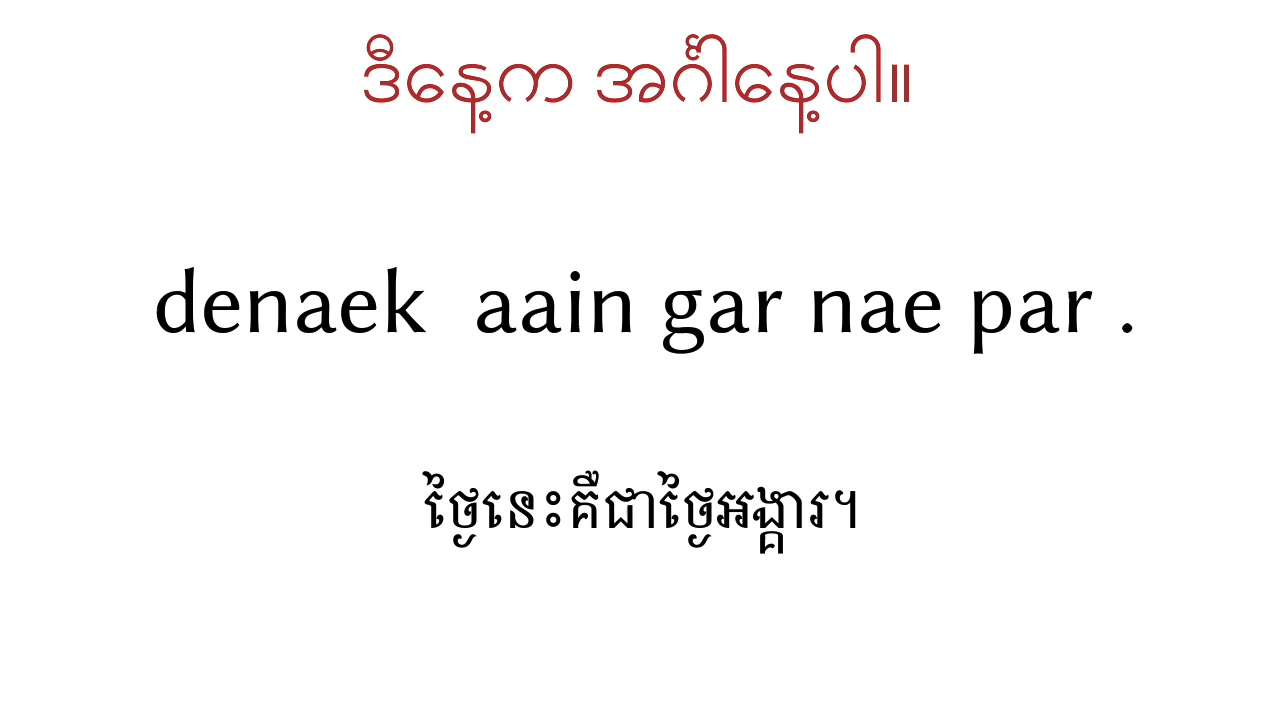 ဒီနေ့က အင်္ဂါနေ့ပါ။
denaek aain gar nae par .
ថ្ងៃនេះគឺជាថ្ងៃអង្គារ។